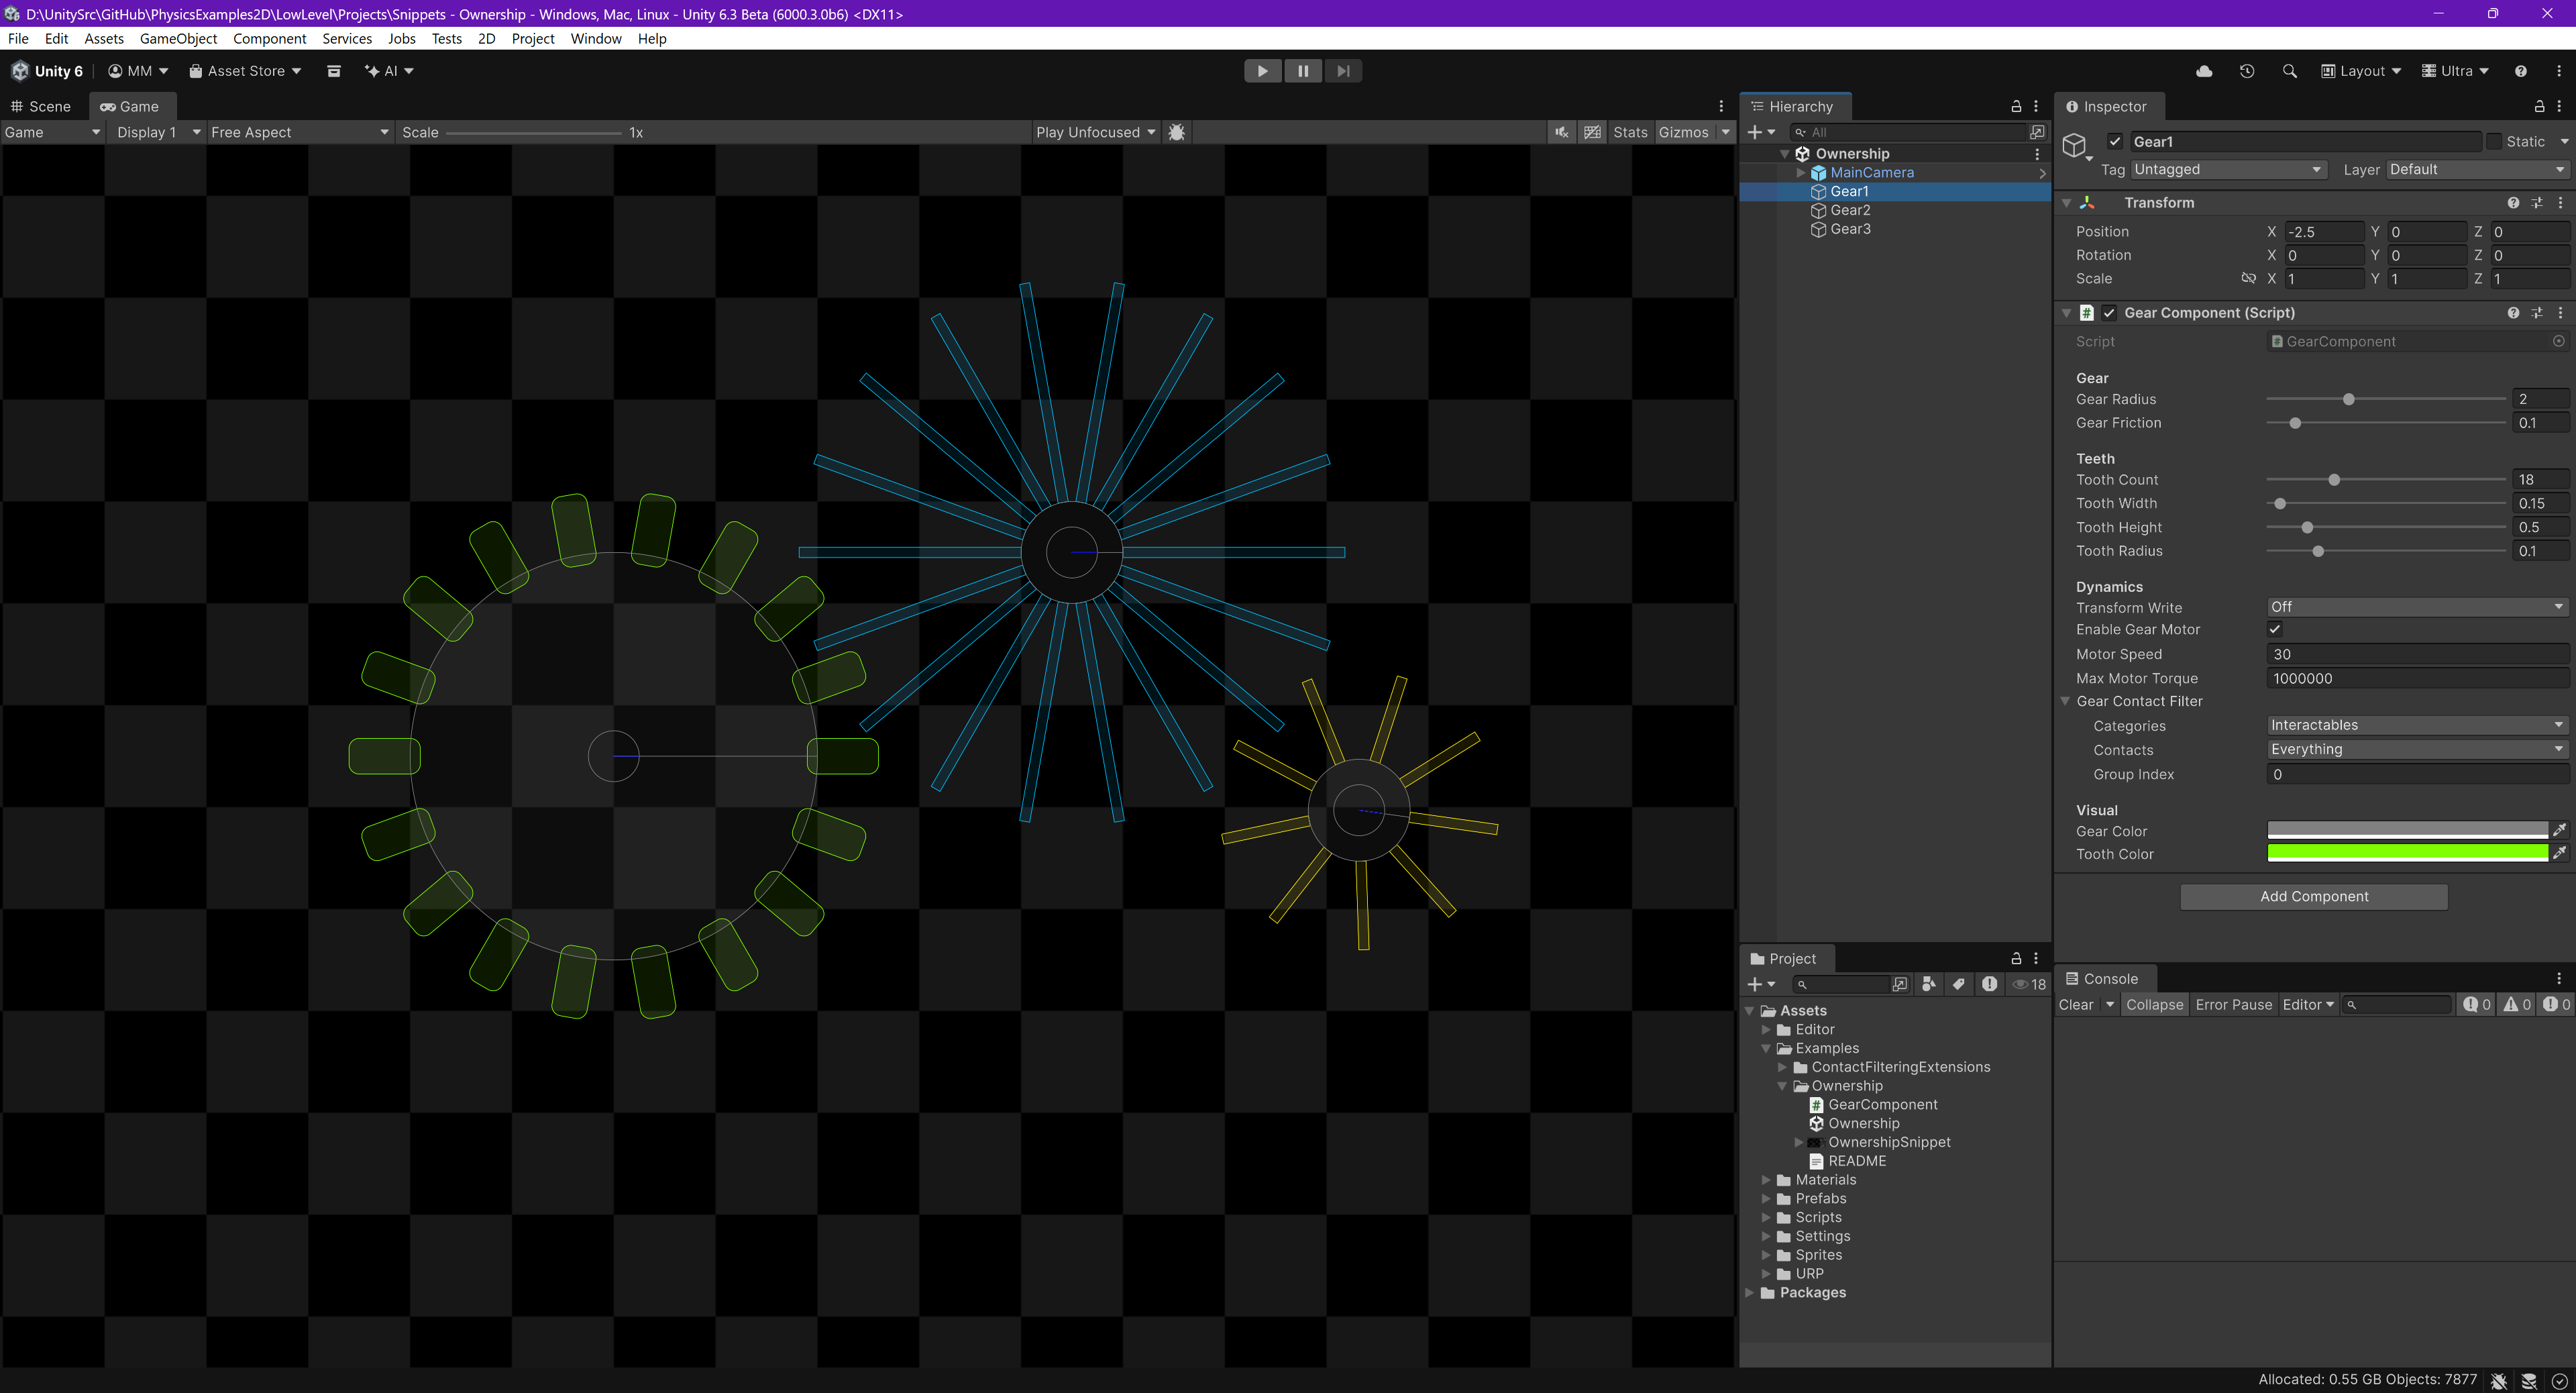 D:\UnitySrc\GitHub\PhysicsExamples2D\LowLevel\Projects\Snippets - Ownership - Windows, Mac, Linux - Unity 6.3 Beta (6000.3.0b6) <DX11>
File Edit Assets GameObject Component Services Jobs Tests 2D Project Window Help
Unity 6 MM Asset Store AI Layout Ultra
Scene Game
Game Display 1 Free Aspect Scale 1x Play Unfocused Stats Gizmos
Hierarchy
All
Ownership
MainCamera
Gear1
Gear2
Gear3
Inspector
Gear1 Static
Tag Untagged Layer Default
Transform
Position X -2.5 Y 0 Z 0
Rotation X 0 Y 0 Z 0
Scale X 1 Y 1 Z 1
# Gear Component (Script)
Script GearComponent
Gear
Gear Radius 2
Gear Friction 0.1
Teeth
Tooth Count 18
Tooth Width 0.15
Tooth Height 0.5
Tooth Radius 0.1
Dynamics
Transform Write Off
Enable Gear Motor
Motor Speed 30
Max Motor Torque 1000000
Gear Contact Filter
Categories Interactables
Contacts Everything
Group Index 0
Visual
Gear Color
Tooth Color
Add Component
Project
18
Assets
Editor
Examples
ContactFilteringExtensions
Ownership
# GearComponent
Ownership
OwnershipSnippet
README
Materials
Prefabs
Scripts
Settings
Sprites
URP
Packages
Console
Clear Collapse Error Pause Editor 0 0 0
Allocated: 0.55 GB Objects: 7877